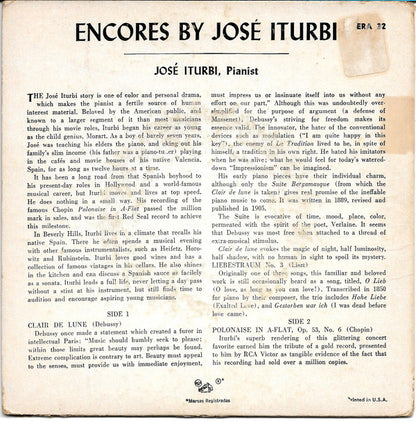 ENCORES BY JOSÉ ITURBI
ERA 22
JOSÉ ITURBI, Pianist
THE José Iturbi story is one of color and personal drama,
which makes the pianist a fertile source of human
interest material. Beloved by the American public, and
known to a larger segment of it than most musicians
through his movie roles, Iturbi began his career as young
as the child genius, Mozart. As a boy of seven years,
José was teaching his elders the piano, and eking out his
family's slim income (his father was a piano-tuner) playing
in the cafés and movie houses of his native Valencia,
Spain, for as long as twelve hours at a time.
It has been a long road from that Spanish boyhood to
his present-day roles in Hollywood and a world-famous
musical career, but Iturbi moves and lives at top speed.
He does nothing in a small way. His recording of the
famous Chopin Polonaise in A-Flat passed the million
mark in sales, and was the first Red Seal record to achieve
this milestone.
In Beverly Hills, Iturbi lives in a climate that recalls his
native Spain. There he often spends a musical evening
with other famous instrumentalists, such as Heifetz, Horo-
witz and Rubinstein. Iturbi loves good wines and has a
collection of famous vintages in his cellars. He also shines
in the kitchen and can discuss a Spanish sauce as facilely
as a sonata. Iturbi leads a full life, never letting a day pass
without a stint at his instrument, but still finds time to
audition and encourage aspiring young musicians.
SIDE 1
CLAIR DE LUNE (Debussy)
Debussy once made a statement which created a furor in
intellectual Paris: "Music should humbly seek to please;
within those limits great beauty may perhaps be found.
Extreme complication is contrary to art. Beauty must appeal
to the senses, must provide us with immediate enjoyment,
must impress us or insinuate itself into us without any
effort on our part." Although this was undoubtedly over-
simplified for the purpose of argument (a defense of
Massenet), Debussy's striving for freedom makes its
essence valid. The innovator, the hater of conventional
devices such as modulation ("I am quite happy in this
key"), the enemy of Le Tradition lived to be, in spite of
himself, a tradition in his own right. He hated his imitators
when he was alive; what he would feel for today's watered-
down "Impressionism" can be imagined.
His early piano pieces have their individual charm,
although only the Suite Bergamasque (from which the
Clair de lune is taken) gives real promise of the ineffable
piano music to come. It was written in 1889, revised and
published in 1905.
The Suite is evocative of time, mood, place, color,
permeated with the spirit of the poet, Verlaine. It seems
that Debussy was most free when attached to a thread of
extra-musical stimulus.
Clair de lune evokes the magic of night, half luminosity,
half shadow, with no human in sight to spoil its mystery.
LIEBESTRAUM No. 3 (Liszt)
Originally one of three songs, this familiar and beloved
work is still occasionally heard as a song, titled, O Lieb
(O love, as long as you can love!). Transcribed in 1850
for piano by their composer, the trio includes Hohe Liebe
(Exalted Love), and Gestorben war ich (I was dead before
love came).
SIDE 2
POLONAISE IN A-FLAT, Op. 53, No. 6 (Chopin)
Iturbi's superb rendering of this glittering concert
favorite earned him the tribute of a gold record, presented
to him by RCA Victor as tangible evidence of the fact that
his recording had sold over a million copies.
®
*Marcas Registradas
Printed in U.S.A.